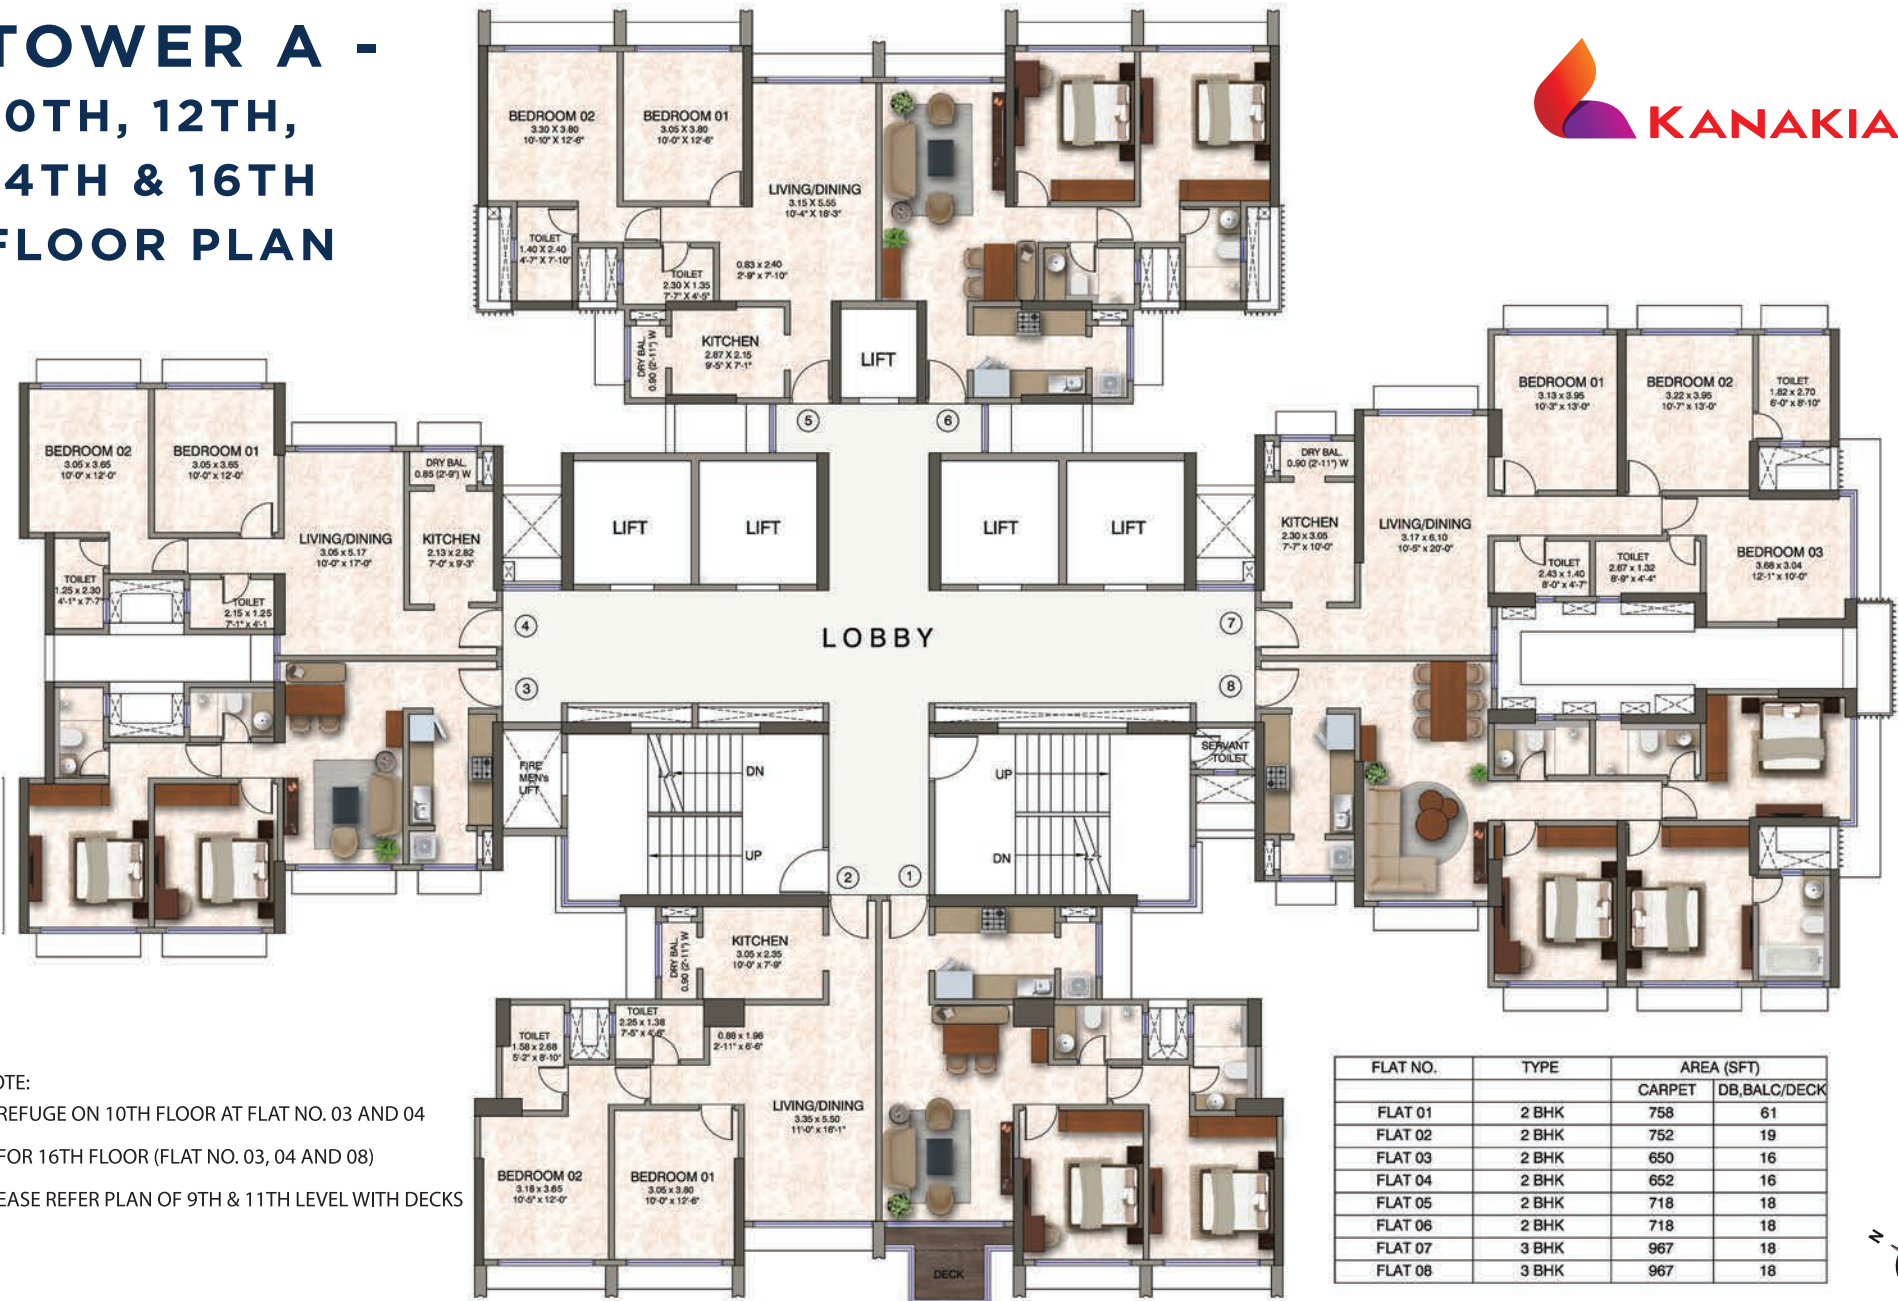 TOWER A -
0TH, 12TH,
4TH & 16TH
FLOOR PLAN
KANAKIA
BEDROOM 02
3.30 X 3.80
10'-10" X 12'-6"
BEDROOM 01
3.05 X 3.80
10'-0" X 12'-6"
LIVING/DINING
3.15 X 5.55
10'-4" X 18'-3"
TOILET
1.40 X 2.40
4'-7" X 7'-10"
TOILET
2.30 X 1.35
7'-7" X 4'-5"
0.83 x 2.40
2'-9" x 7'-10"
KITCHEN
2.87 X 2.15
9'-5" X 7'-1"
DRY BAL.
0.90 (2'-11") W
LIFT
5
6
BEDROOM 02
3.05 x 3.65
10'-0" x 12'-0"
BEDROOM 01
3.05 x 3.65
10'-0" x 12'-0"
DRY BAL.
0.85 (2'-9") W
LIVING/DINING
3.05 x 5.17
10'-0" x 17'-0"
KITCHEN
2.13 x 2.82
7'-0" x 9'-3"
TOILET
1.25 x 2.30
4'-1" x 7'-7"
TOILET
2.15 x 1.25
7'-1" x 4'-1
LIFT
LIFT
LIFT
LIFT
4
3
LOBBY
7
8
BEDROOM 01
3.13 x 3.95
10'-3" x 13'-0"
BEDROOM 02
3.22 x 3.95
10'-7" x 13'-0"
TOILET
1.82 x 2.70
6'-0" x 8'-10"
DRY BAL.
0.90 (2'-11") W
KITCHEN
2.30 x 3.05
7'-7" x 10'-0"
LIVING/DINING
3.17 x 6.10
10'-5" x 20'-0"
TOILET
2.43 x 1.40
8'-0" x 4'-7"
TOILET
2.67 x 1.32
8'-9" x 4'-4"
BEDROOM 03
3.68 x 3.04
12'-1" x 10'-0"
FIRE
MEN's
LIFT
DN
UP
UP
DN
SERVANT
TOILET
2
1
KITCHEN
3.05 x 2.35
10'-0" x 7'-9"
DRY BAL.
0.90 (2'-11") W
TOILET
1.58 x 2.68
5'-2" x 8'-10"
TOILET
2.25 x 1.38
7'-5" x 4'-6"
0.88 x 1.98
2'-11" x 6'-6"
LIVING/DINING
3.35 x 5.50
11'-0" x 18'-1"
BEDROOM 02
3.18 x 3.65
10'-5" x 12'-0"
BEDROOM 01
3.05 x 3.80
10'-0" x 12'-6"
DECK
OTE:
REFUGE ON 10TH FLOOR AT FLAT NO. 03 AND 04
FOR 16TH FLOOR (FLAT NO. 03, 04 AND 08)
EASE REFER PLAN OF 9TH & 11TH LEVEL WITH DECKS
FLAT NO. TYPE AREA (SFT)
CARPET DB,BALC/DECK
FLAT 01 2 BHK 758 61
FLAT 02 2 BHK 752 19
FLAT 03 2 BHK 650 16
FLAT 04 2 BHK 652 16
FLAT 05 2 BHK 718 18
FLAT 06 2 BHK 718 18
FLAT 07 3 BHK 967 18
FLAT 08 3 BHK 967 18
N